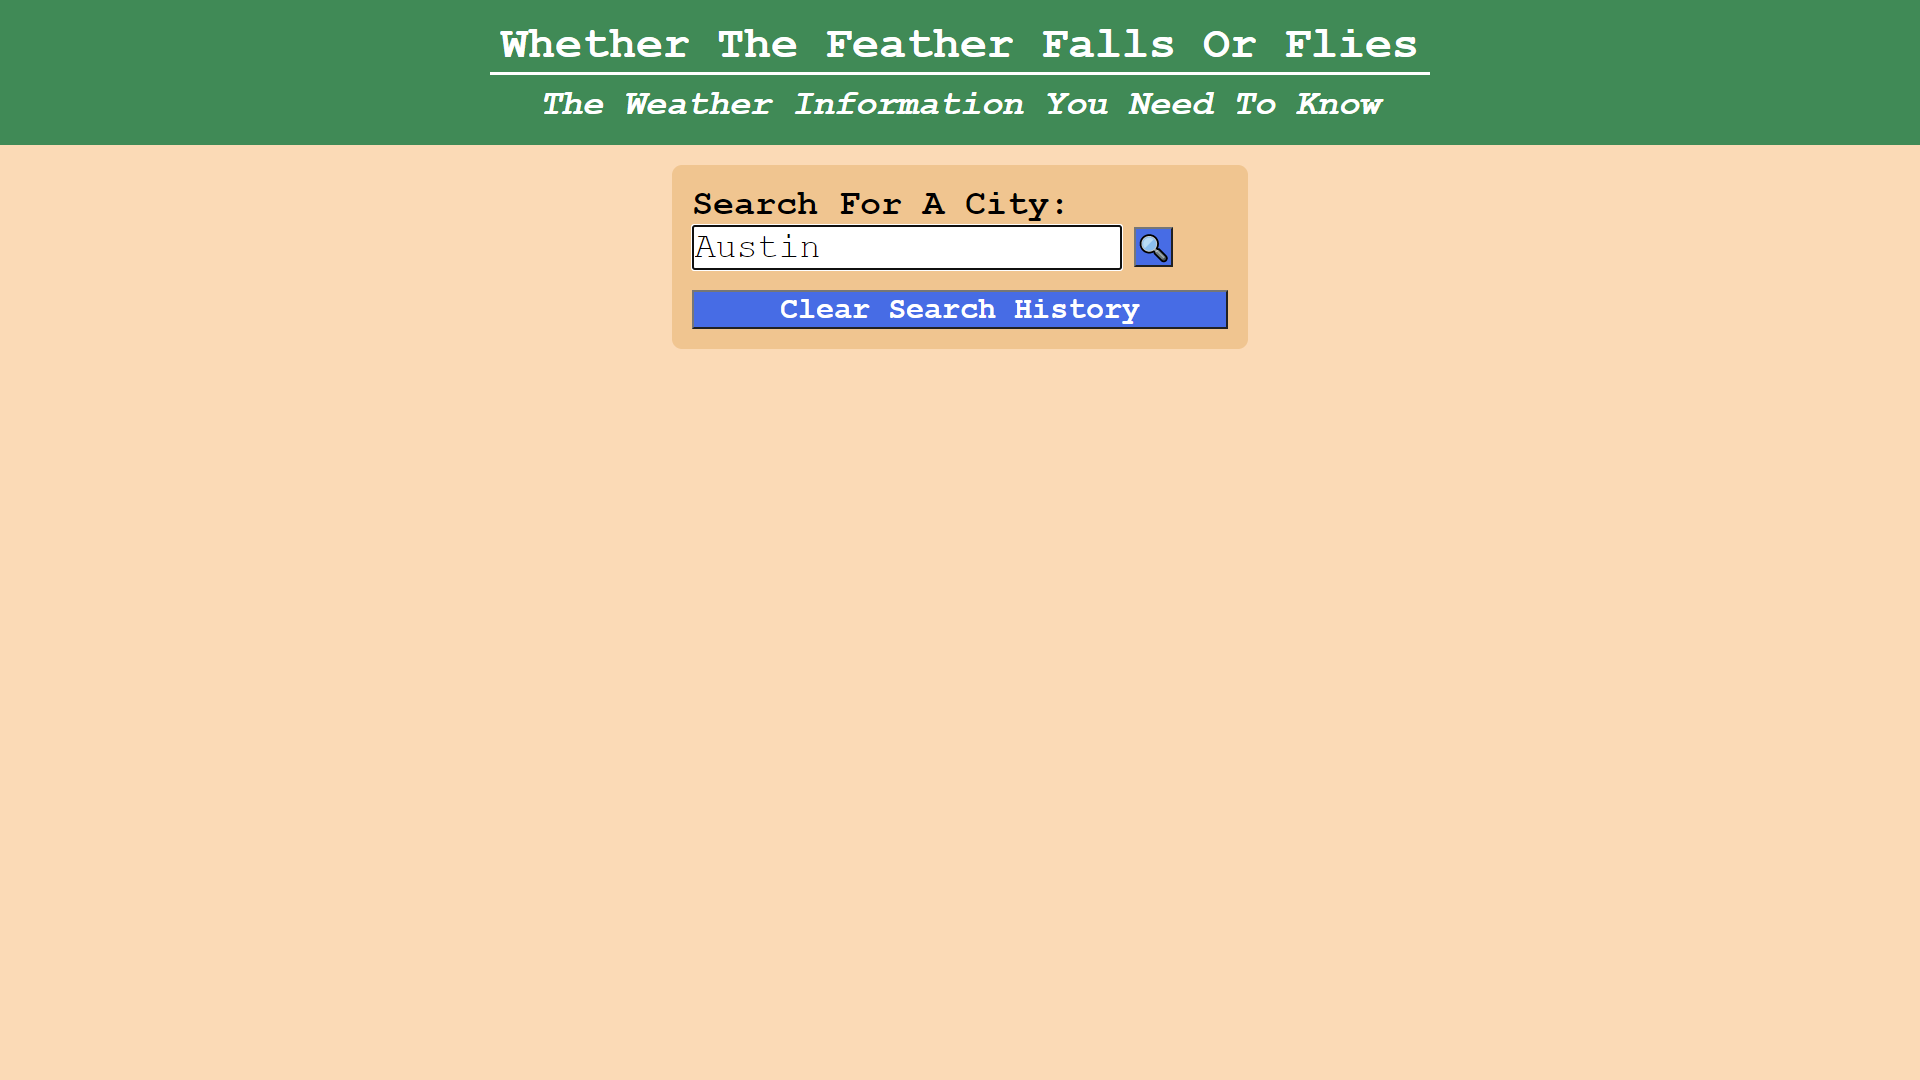 Whether The Feather Falls Or Flies
The Weather Information You Need To Know
Search For A City:
Austin
Clear Search History